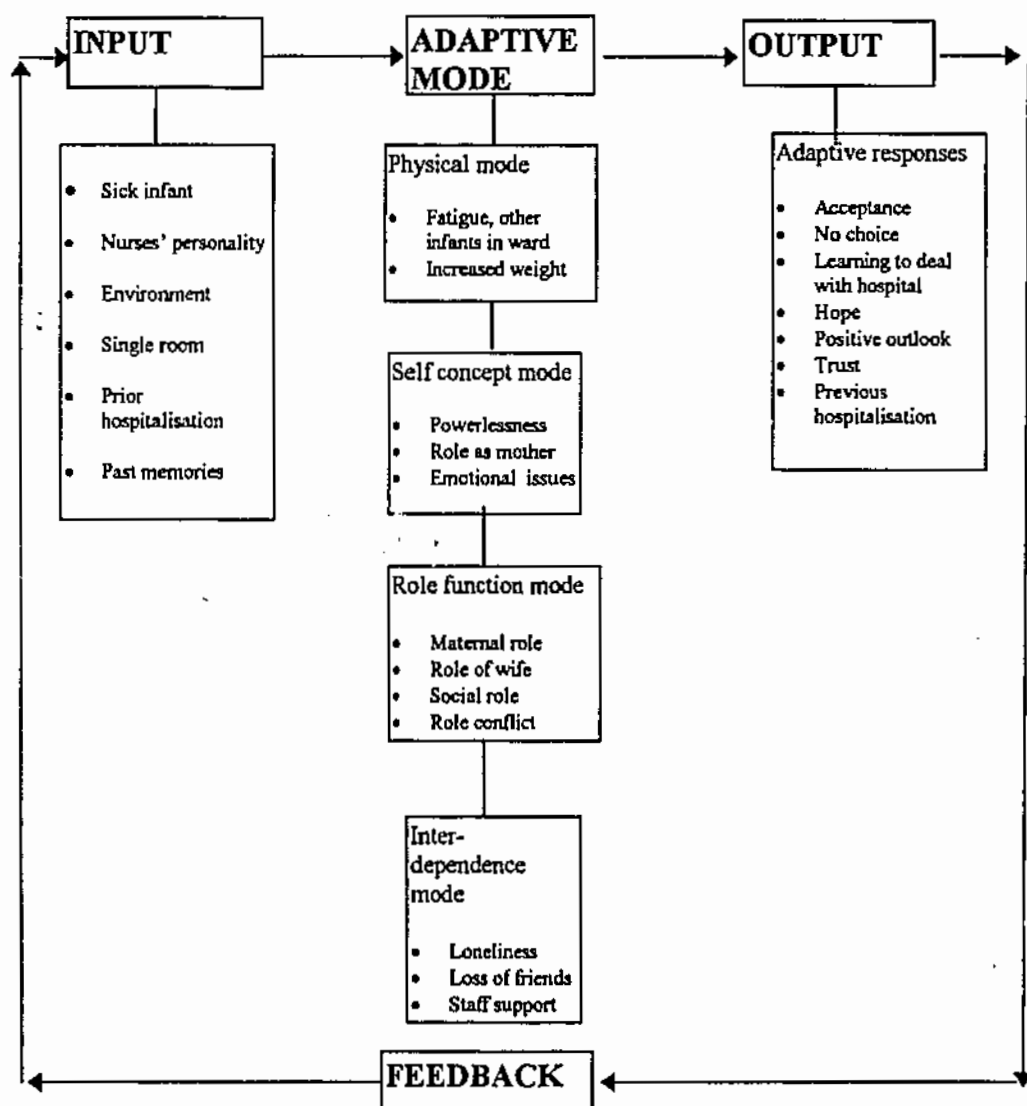 INPUT
ADAPTIVE
MODE
OUTPUT
• Sick infant
• Nurses' personality
• Environment
• Single room
• Prior
hospitalisation
• Past memories
Physical mode
• Fatigue, other
infants in ward
• Increased weight
Self concept mode
• Powerlessness
• Role as mother
• Emotional issues
Role function mode
• Maternal role
• Role of wife
• Social role
• Role conflict
Inter-
dependence
mode
• Loneliness
• Loss of friends
• Staff support
Adaptive responses
• Acceptance
• No choice
• Learning to deal
with hospital
• Hope
• Positive outlook
• Trust
• Previous
hospitalisation
FEEDBACK